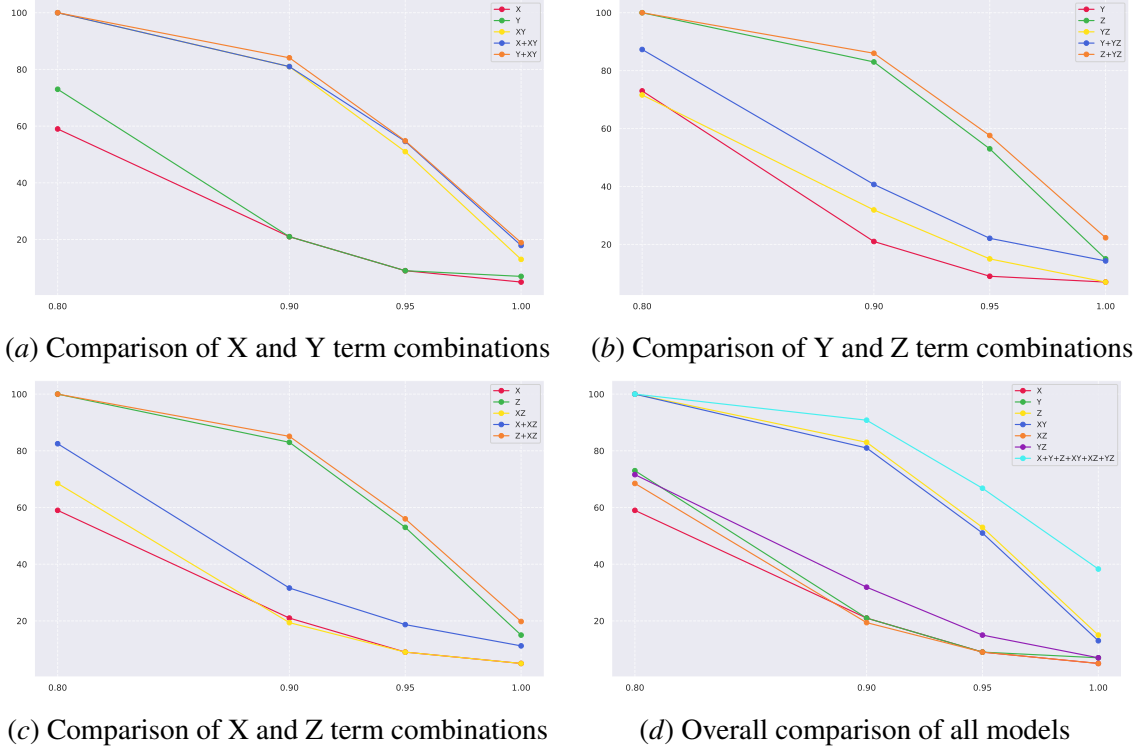 100
80
60
40
20
0.80 0.90 0.95 1.00
X
Y
XY
X+XY
Y+XY
(a) Comparison of X and Y term combinations
100
80
60
40
20
0.80 0.90 0.95 1.00
Y
Z
YZ
Y+YZ
Z+YZ
(b) Comparison of Y and Z term combinations
100
80
60
40
20
0.80 0.90 0.95 1.00
X
Z
XZ
X+XZ
Z+XZ
(c) Comparison of X and Z term combinations
100
80
60
40
20
0.80 0.90 0.95 1.00
X
Y
Z
XY
XZ
YZ
X+Y+Z+XY+XZ+YZ
(d) Overall comparison of all models